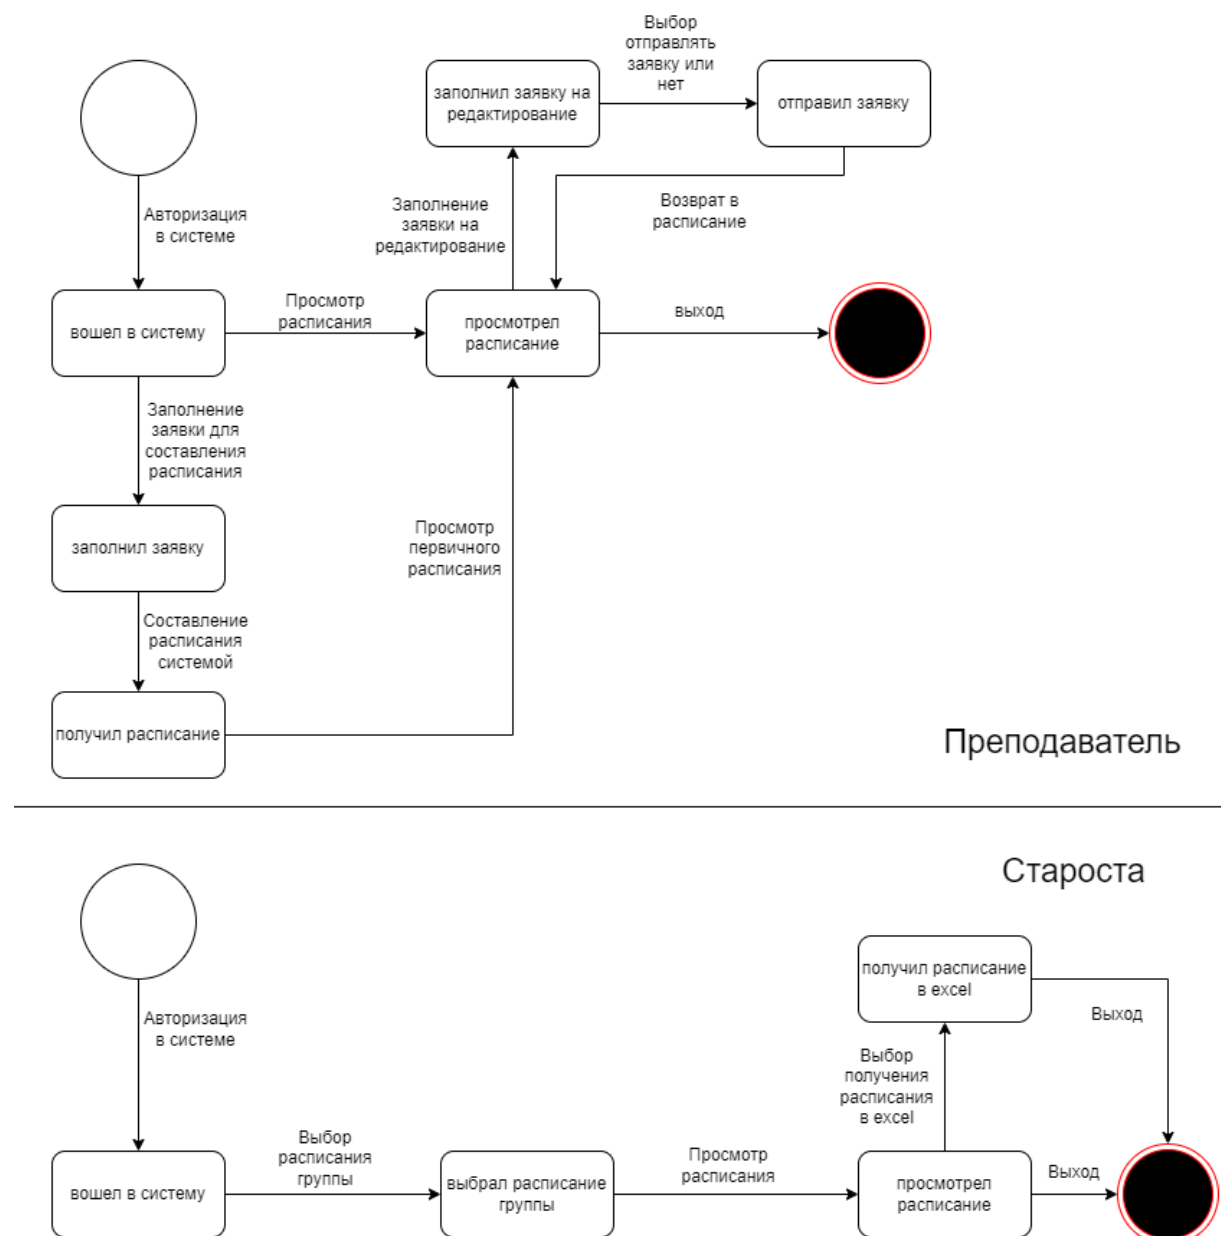 Выбор
отправлять
заявку или
нет
заполнил заявку на
редактирование
отправил заявку
Авторизация
в системе
Заполнение
заявки на
редактирование
Возврат в
расписание
вошел в систему
Просмотр
расписания
просмотрел
расписание
выход
Заполнение
заявки для
составления
расписания
заполнил заявку
Просмотр
первичного
расписания
Составление
расписания
системой
получил расписание
Преподаватель
Староста
получил расписание
в excel
Авторизация
в системе
Выход
Выбор
получения
расписания
в excel
вошел в систему
Выбор
расписания
группы
выбрал расписание
группы
Просмотр
расписания
просмотрел
расписание
Выход